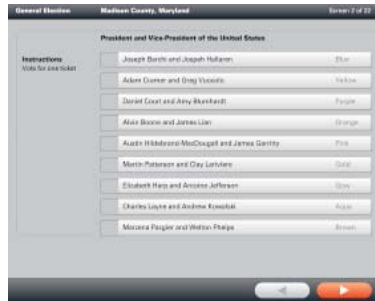 General Election Madison County, Maryland Screen 2 of 22
President and Vice-President of the United States
Instructions
Vote for one ticket
Joseph Barchi and Joseph Hallaren Blue
Adam Cramer and Greg Vuocolo Yellow
Daniel Court and Amy Blumhardt Purple
Alvin Boone and James Lian Orange
Austin Hildebrand-MacDougall and James Garritty Pink
Martin Patterson and Clay Lariviere Gold
Elizabeth Harp and Antoine Jefferson Gray
Charles Layne and Andrew Kowalski Aqua
Marzena Pazgier and Welton Phelps Brown